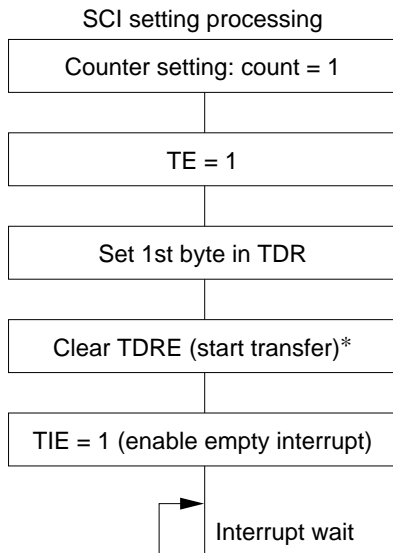 SCI setting processing
Counter setting: count = 1
TE = 1
Set 1st byte in TDR
Clear TDRE (start transfer)*
TIE = 1 (enable empty interrupt)
Interrupt wait